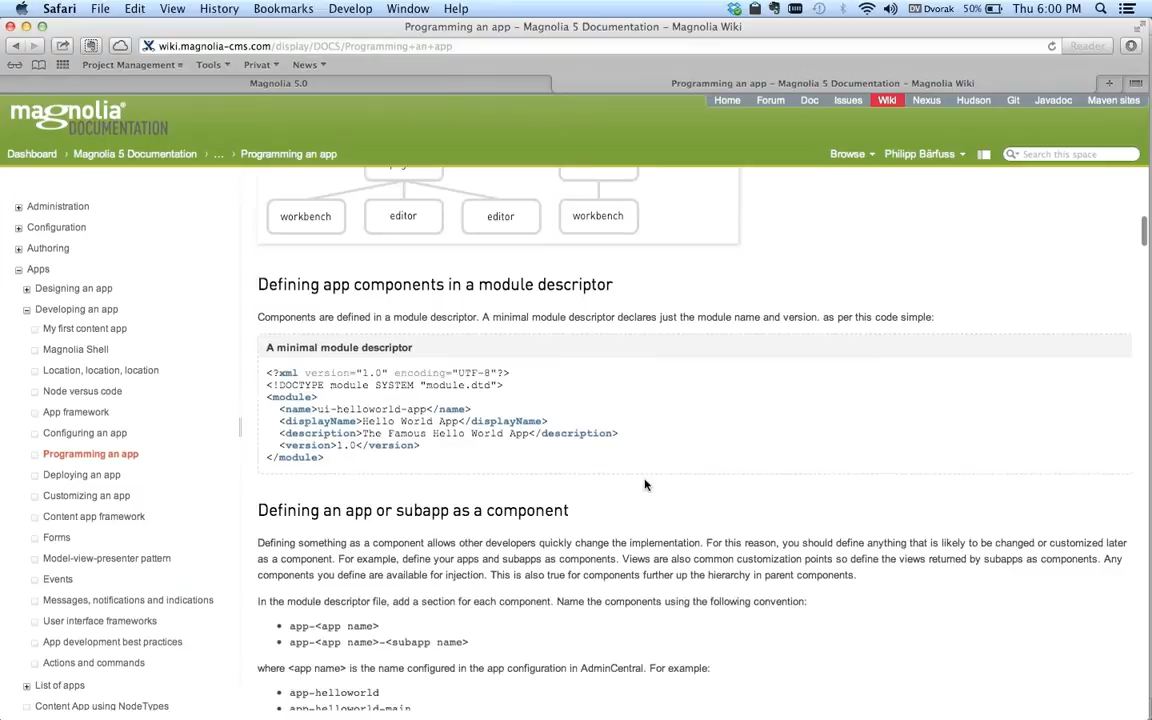 Safari File Edit View History Bookmarks Develop Window Help DV Dvorak 50% Thu 6:00 PM
Programming an app - Magnolia 5 Documentation - Magnolia Wiki
wiki.magnolia-cms.com/display/DOCS/Programming+an+app Reader
Project Management Tools Privat News
Magnolia 5.0 Programming an app - Magnolia 5 Documentation - Magnolia Wiki
Home Forum Doc Issues Wiki Nexus Hudson Git Javadoc Maven sites
magnolia®
DOCUMENTATION
Dashboard › Magnolia 5 Documentation › … › Programming an app Browse Philipp Bärfuss Search this space
Administration
Configuration
Authoring
Apps
Designing an app
Developing an app
My first content app
Magnolia Shell
Location, location, location
Node versus code
App framework
Configuring an app
Programming an app
Deploying an app
Customizing an app
Content app framework
Forms
Model-view-presenter pattern
Events
Messages, notifications and indications
User interface frameworks
App development best practices
Actions and commands
List of apps
Content App using NodeTypes
workbench editor editor workbench
Defining app components in a module descriptor
Components are defined in a module descriptor. A minimal module descriptor declares just the module name and version. as per this code simple:
A minimal module descriptor
<?xml version="1.0" encoding="UTF-8"?>
<!DOCTYPE module SYSTEM "module.dtd">
<module>
<name>ui-helloworld-app</name>
<displayName>Hello World App</displayName>
<description>The Famous Hello World App</description>
<version>1.0</version>
</module>
Defining an app or subapp as a component
Defining something as a component allows other developers quickly change the implementation. For this reason, you should define anything that is likely to be changed or customized later
as a component. For example, define your apps and subapps as components. Views are also common customization points so define the views returned by subapps as components. Any
components you define are available for injection. This is also true for components further up the hierarchy in parent components.
In the module descriptor file, add a section for each component. Name the components using the following convention:
• app-<app name>
• app-<app name>-<subapp name>
where <app name> is the name configured in the app configuration in AdminCentral. For example:
• app-helloworld
• app-helloworld-main